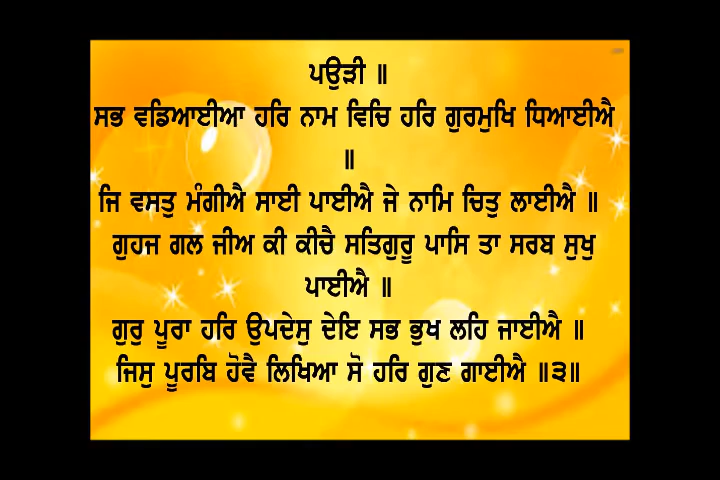 ਪਉੜੀ ॥
ਸਭ ਵਡਿਆਈਆ ਹਰਿ ਨਾਮ ਵਿਚਿ ਹਰਿ ਗੁਰਮੁਖਿ ਧਿਆਈਐ
॥
ਜਿ ਵਸਤੁ ਮੰਗੀਐ ਸਾਈ ਪਾਈਐ ਜੇ ਨਾਮਿ ਚਿਤੁ ਲਾਈਐ ॥
ਗੁਹਜ ਗਲ ਜੀਅ ਕੀ ਕੀਚੈ ਸਤਿਗੁਰੂ ਪਾਸਿ ਤਾ ਸਰਬ ਸੁਖੁ
ਪਾਈਐ ॥
ਗੁਰੁ ਪੂਰਾ ਹਰਿ ਉਪਦੇਸੁ ਦੇਇ ਸਭ ਭੁਖ ਲਹਿ ਜਾਈਐ ॥
ਜਿਸੁ ਪੂਰਬਿ ਹੋਵੈ ਲਿਖਿਆ ਸੋ ਹਰਿ ਗੁਣ ਗਾਈਐ ॥੩॥